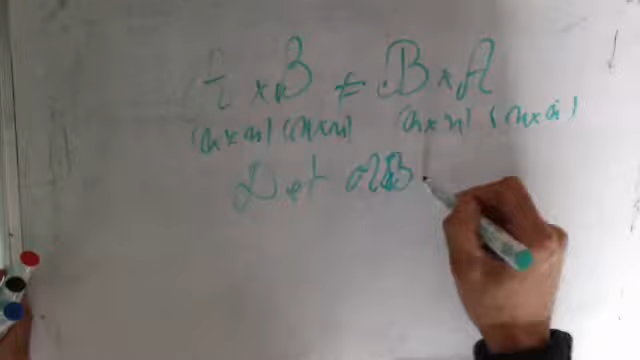 A × B ≠ B × A
(n×n) (n×n) (n×n) (n×n)
Det AB